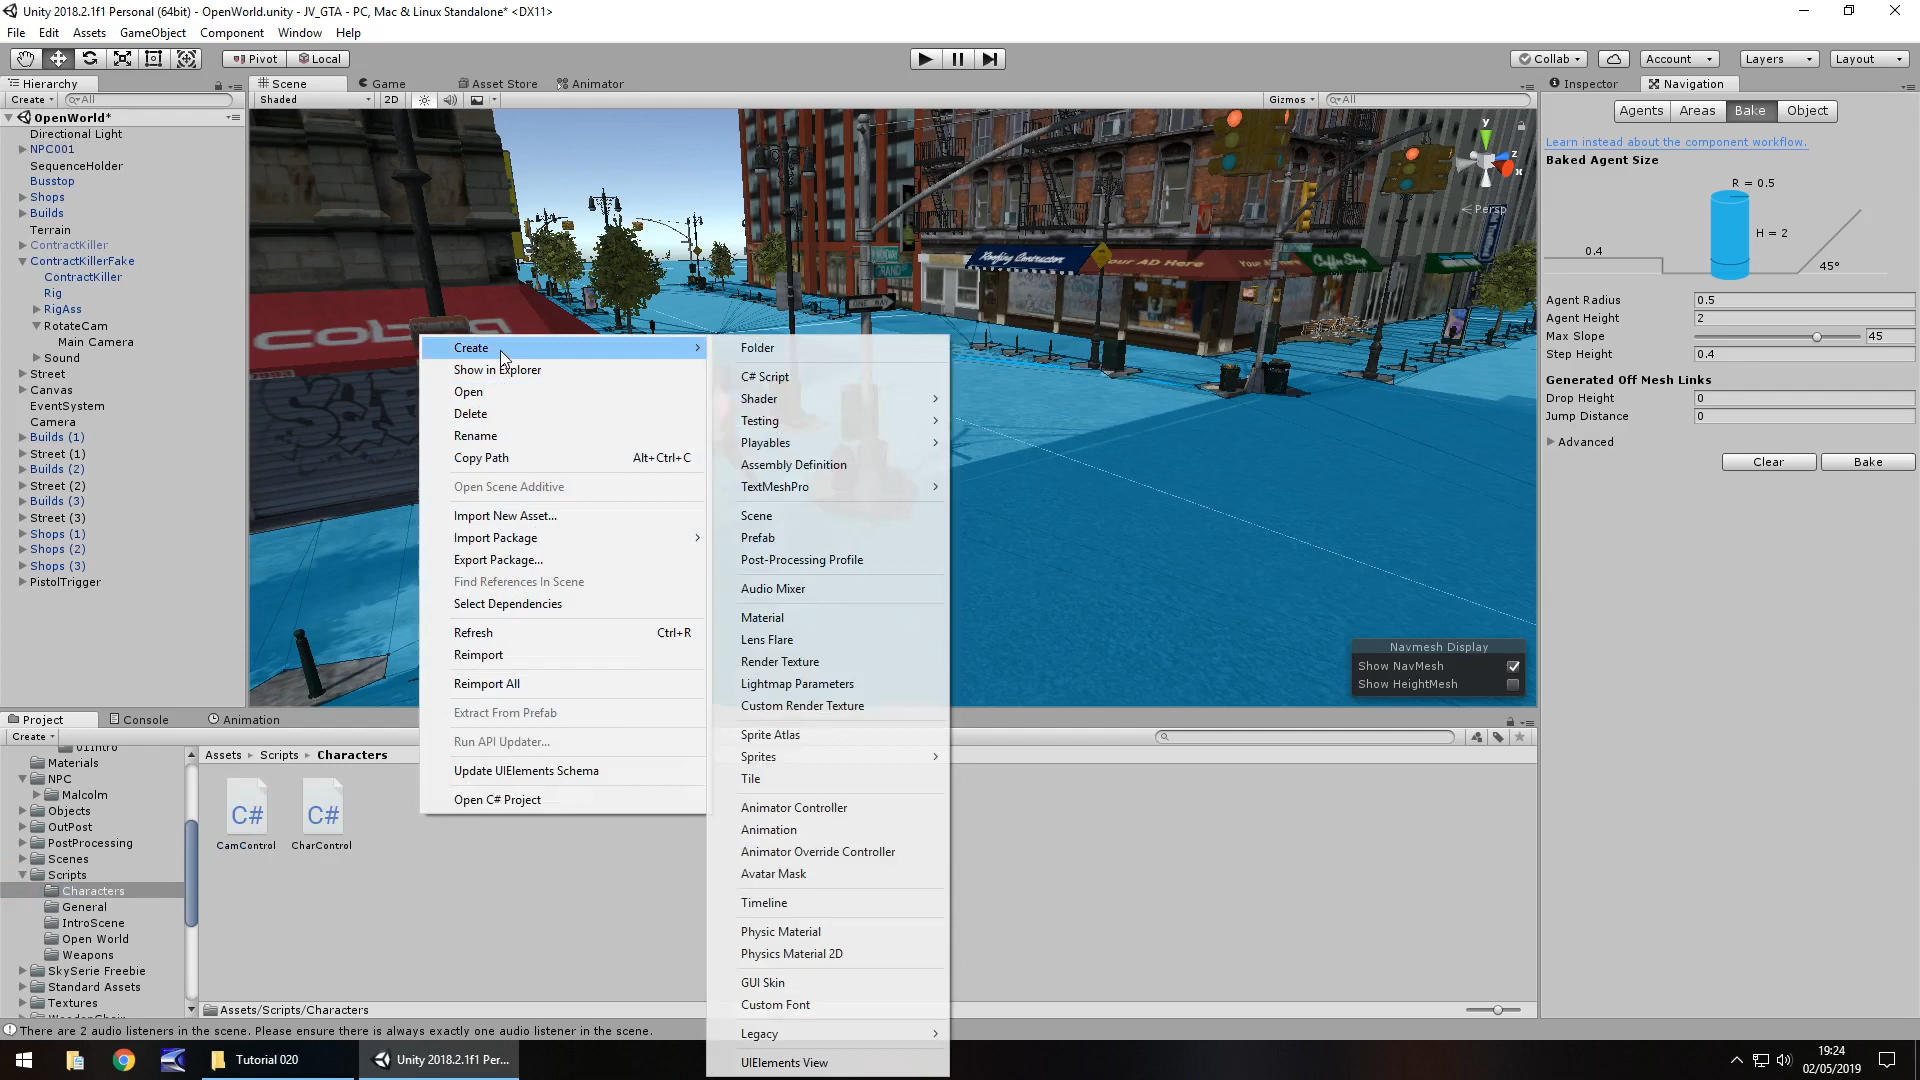 Unity 2018.2.1f1 Personal (64bit) - OpenWorld.unity - JV_GTA - PC, Mac & Linux Standalone* <DX11>
File Edit Assets GameObject Component Window Help
Pivot Local
Collab Account Layers Layout
Hierarchy
Scene Game Asset Store Animator
Inspector Navigation
Create All
Shaded 2D Gizmos All
OpenWorld*
Directional Light
NPC001
SequenceHolder
Busstop
Shops
Builds
Terrain
ContractKiller
ContractKillerFake
ContractKiller
Rig
RigAss
RotateCam
Main Camera
Sound
Street
Canvas
EventSystem
Camera
Builds (1)
Street (1)
Builds (2)
Street (2)
Builds (3)
Street (3)
Shops (1)
Shops (2)
Shops (3)
PistolTrigger
y
z
x
Persp
GRAND
ONE WAY
Roofing Contractor
Your AD Here
Coffee Shop
Create
Show in Explorer
Open
Delete
Rename
Copy Path Alt+Ctrl+C
Open Scene Additive
Import New Asset...
Import Package
Export Package...
Find References In Scene
Select Dependencies
Refresh Ctrl+R
Reimport
Reimport All
Extract From Prefab
Run API Updater...
Update UIElements Schema
Open C# Project
Folder
C# Script
Shader
Testing
Playables
Assembly Definition
TextMeshPro
Scene
Prefab
Post-Processing Profile
Audio Mixer
Material
Lens Flare
Render Texture
Lightmap Parameters
Custom Render Texture
Sprite Atlas
Sprites
Tile
Animator Controller
Animation
Animator Override Controller
Avatar Mask
Timeline
Physic Material
Physics Material 2D
GUI Skin
Custom Font
Legacy
UIElements View
Navmesh Display
Show NavMesh
Show HeightMesh
Agents Areas Bake Object
Learn instead about the component workflow.
Baked Agent Size
R = 0.5
H = 2
0.4
45°
Agent Radius 0.5
Agent Height 2
Max Slope 45
Step Height 0.4
Generated Off Mesh Links
Drop Height 0
Jump Distance 0
Advanced
Clear Bake
Project Console Animation
Create
Materials
NPC
Malcolm
Objects
OutPost
PostProcessing
Scenes
Scripts
Characters
General
IntroScene
Open World
Weapons
SkySerie Freebie
Standard Assets
Textures
Assets Scripts Characters
C# C#
CamControl CharControl
Assets/Scripts/Characters
There are 2 audio listeners in the scene. Please ensure there is always exactly one audio listener in the scene.
Tutorial 020
Unity 2018.2.1f1 Per...
19:24
02/05/2019